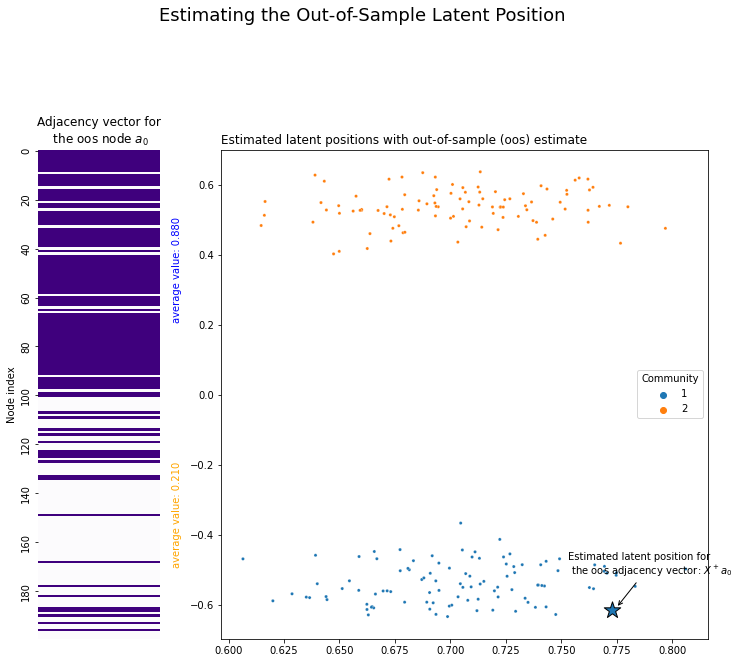 Estimating the Out-of-Sample Latent Position
Adjacency vector for
the oos node a₀
Estimated latent positions with out-of-sample (oos) estimate
Node index
0
20
40
60
80
100
120
140
160
180
average value: 0.880
average value: 0.210
0.6
0.4
0.2
0.0
−0.2
−0.4
−0.6
Community
1
2
Estimated latent position for
the oos adjacency vector: X⁺a₀
0.600
0.625
0.650
0.675
0.700
0.725
0.750
0.775
0.800